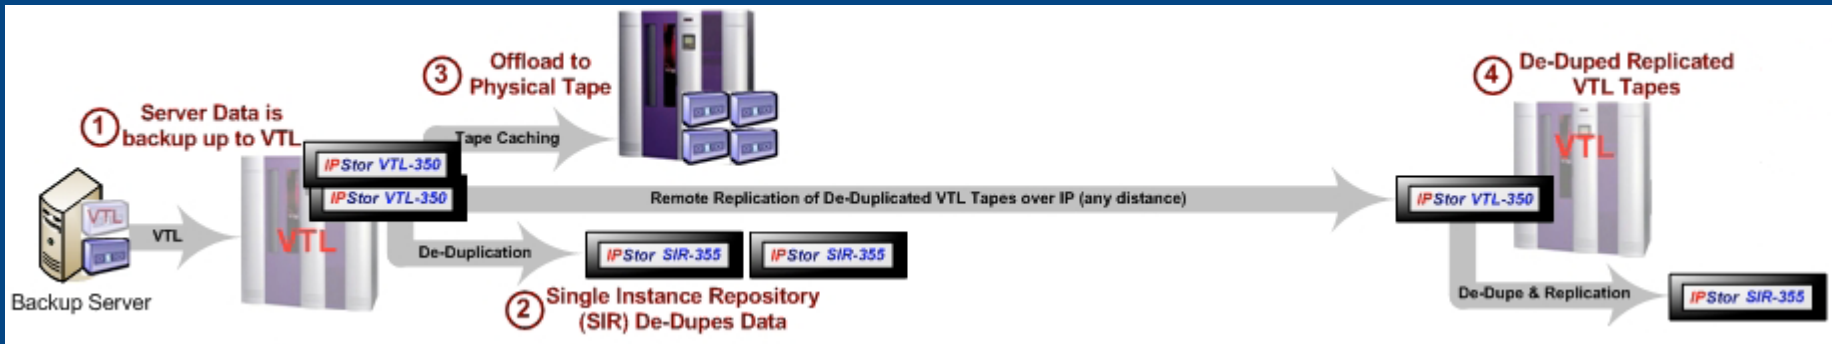 1
Server Data is
backup up to VTL
VTL
Backup Server
VTL
VTL
IPStor VTL-350
IPStor VTL-350
3
Offload to
Physical Tape
Tape Caching
Remote Replication of De-Duplicated VTL Tapes over IP (any distance)
De-Duplication
IPStor SIR-355
IPStor SIR-355
2
Single Instance Repository
(SIR) De-Dupes Data
4
De-Duped Replicated
VTL Tapes
VTL
IPStor VTL-350
De-Dupe & Replication
IPStor SIR-355